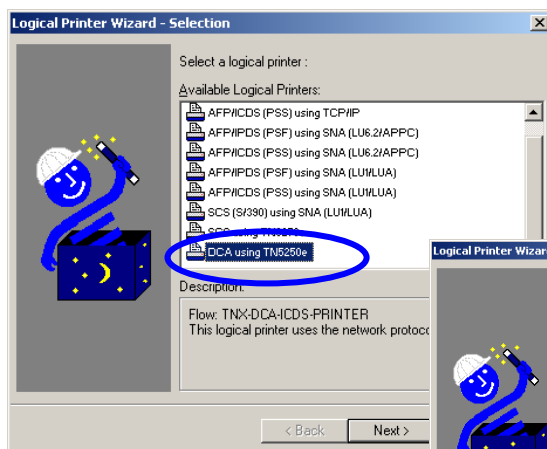 Logical Printer Wizard - Selection
Select a logical printer :
Available Logical Printers:
AFP/ICDS (PSS) using TCP/IP
AFP/ICDS (PSF) using SNA (LU6.2/APPC)
AFP/ICDS (PSS) using SNA (LU6.2/APPC)
AFP/ICDS (PSF) using SNA (LU1/LUA)
AFP/ICDS (PSS) using SNA (LU1/LUA)
SCS (S/390) using SNA (LU1/LUA)
using
DCA using TN5250e
Description:
Flow: TNX-DCA-ICDS-PRINTER
This logical printer uses the network protoco
< Back
Next >
Logical Printer Wizar